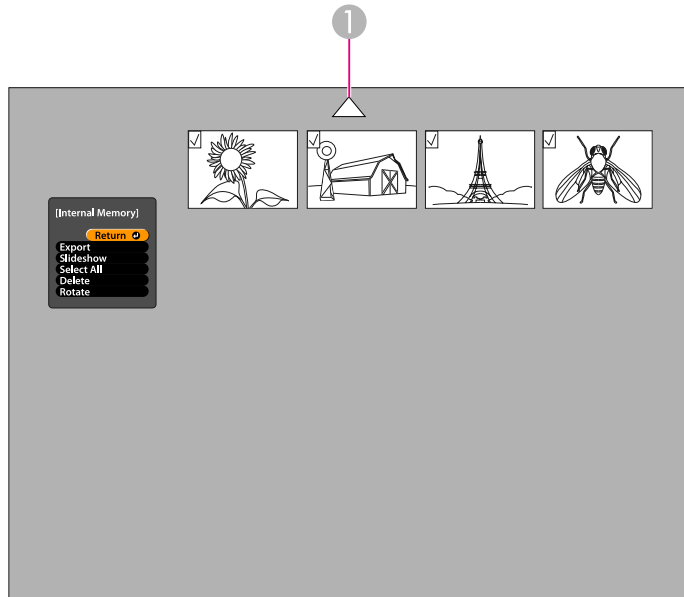 1
[Internal Memory]
Return
Export
Slideshow
Select All
Delete
Rotate